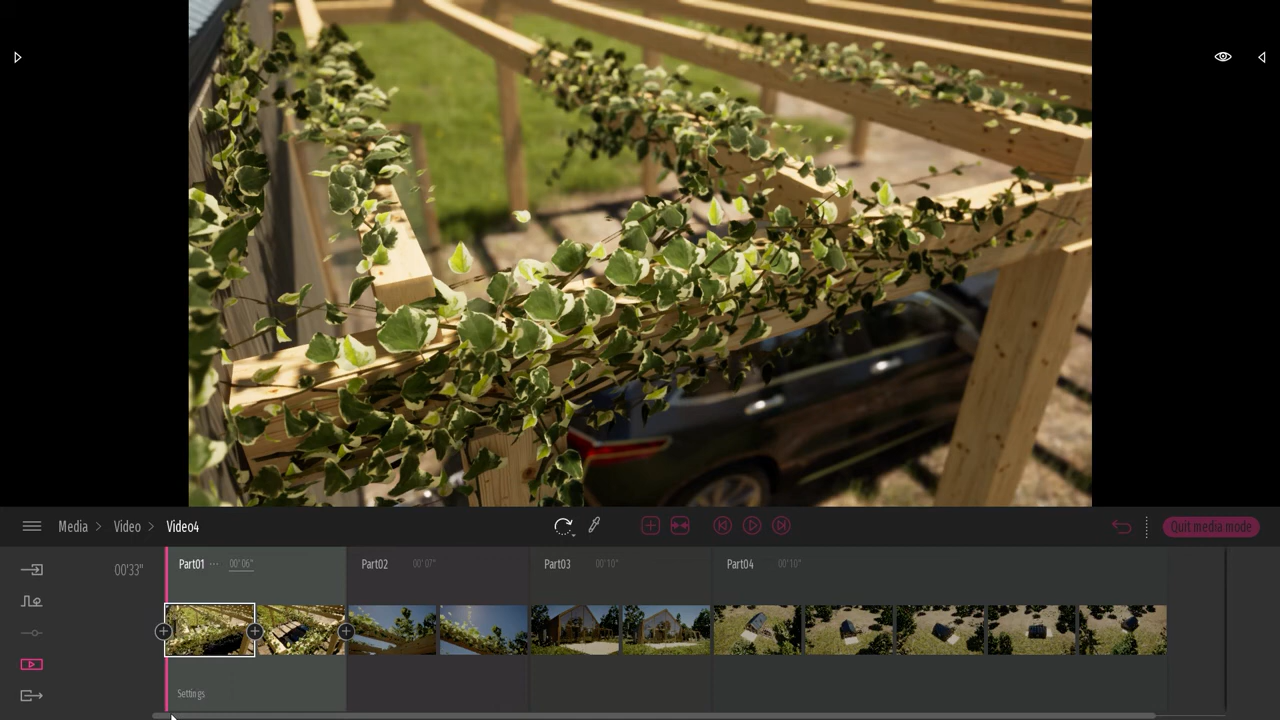 Media > Video > Video4
Quit media mode
00'33"
Part01 ... 00'06"
Part02 00'07"
Part03 00'10"
Part04 00'10"
Settings